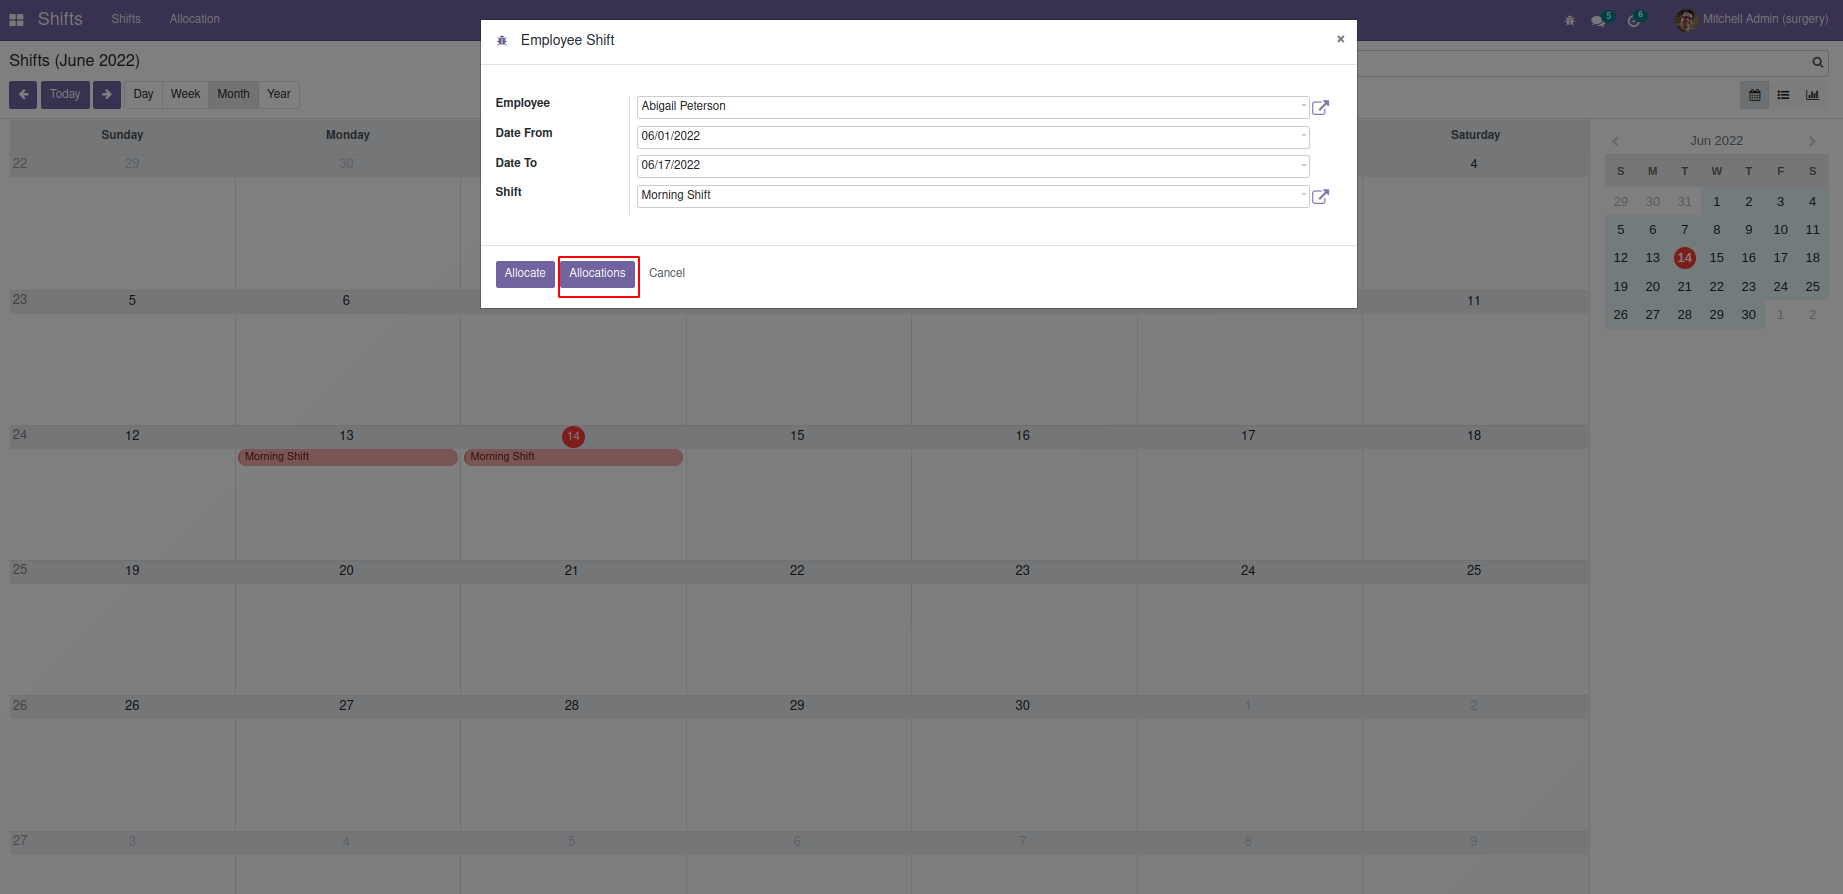 Shifts Shifts Allocation 5 6 Mitchell Admin (surgery)
Employee Shift ×
Shifts (June 2022)
Today Day Week Month Year
Employee Abigail Peterson
Date From 06/01/2022
Date To 06/17/2022
Shift Morning Shift
Allocate Allocations Cancel
Sunday Monday Saturday
22 29 30 4
23 5 6 11
24 12 13 14 15 16 17 18
Morning Shift Morning Shift
25 19 20 21 22 23 24 25
26 26 27 28 29 30 1 2
27 3 4 5 6 7 8 9
Jun 2022
S M T W T F S
29 30 31 1 2 3 4
5 6 7 8 9 10 11
12 13 14 15 16 17 18
19 20 21 22 23 24 25
26 27 28 29 30 1 2